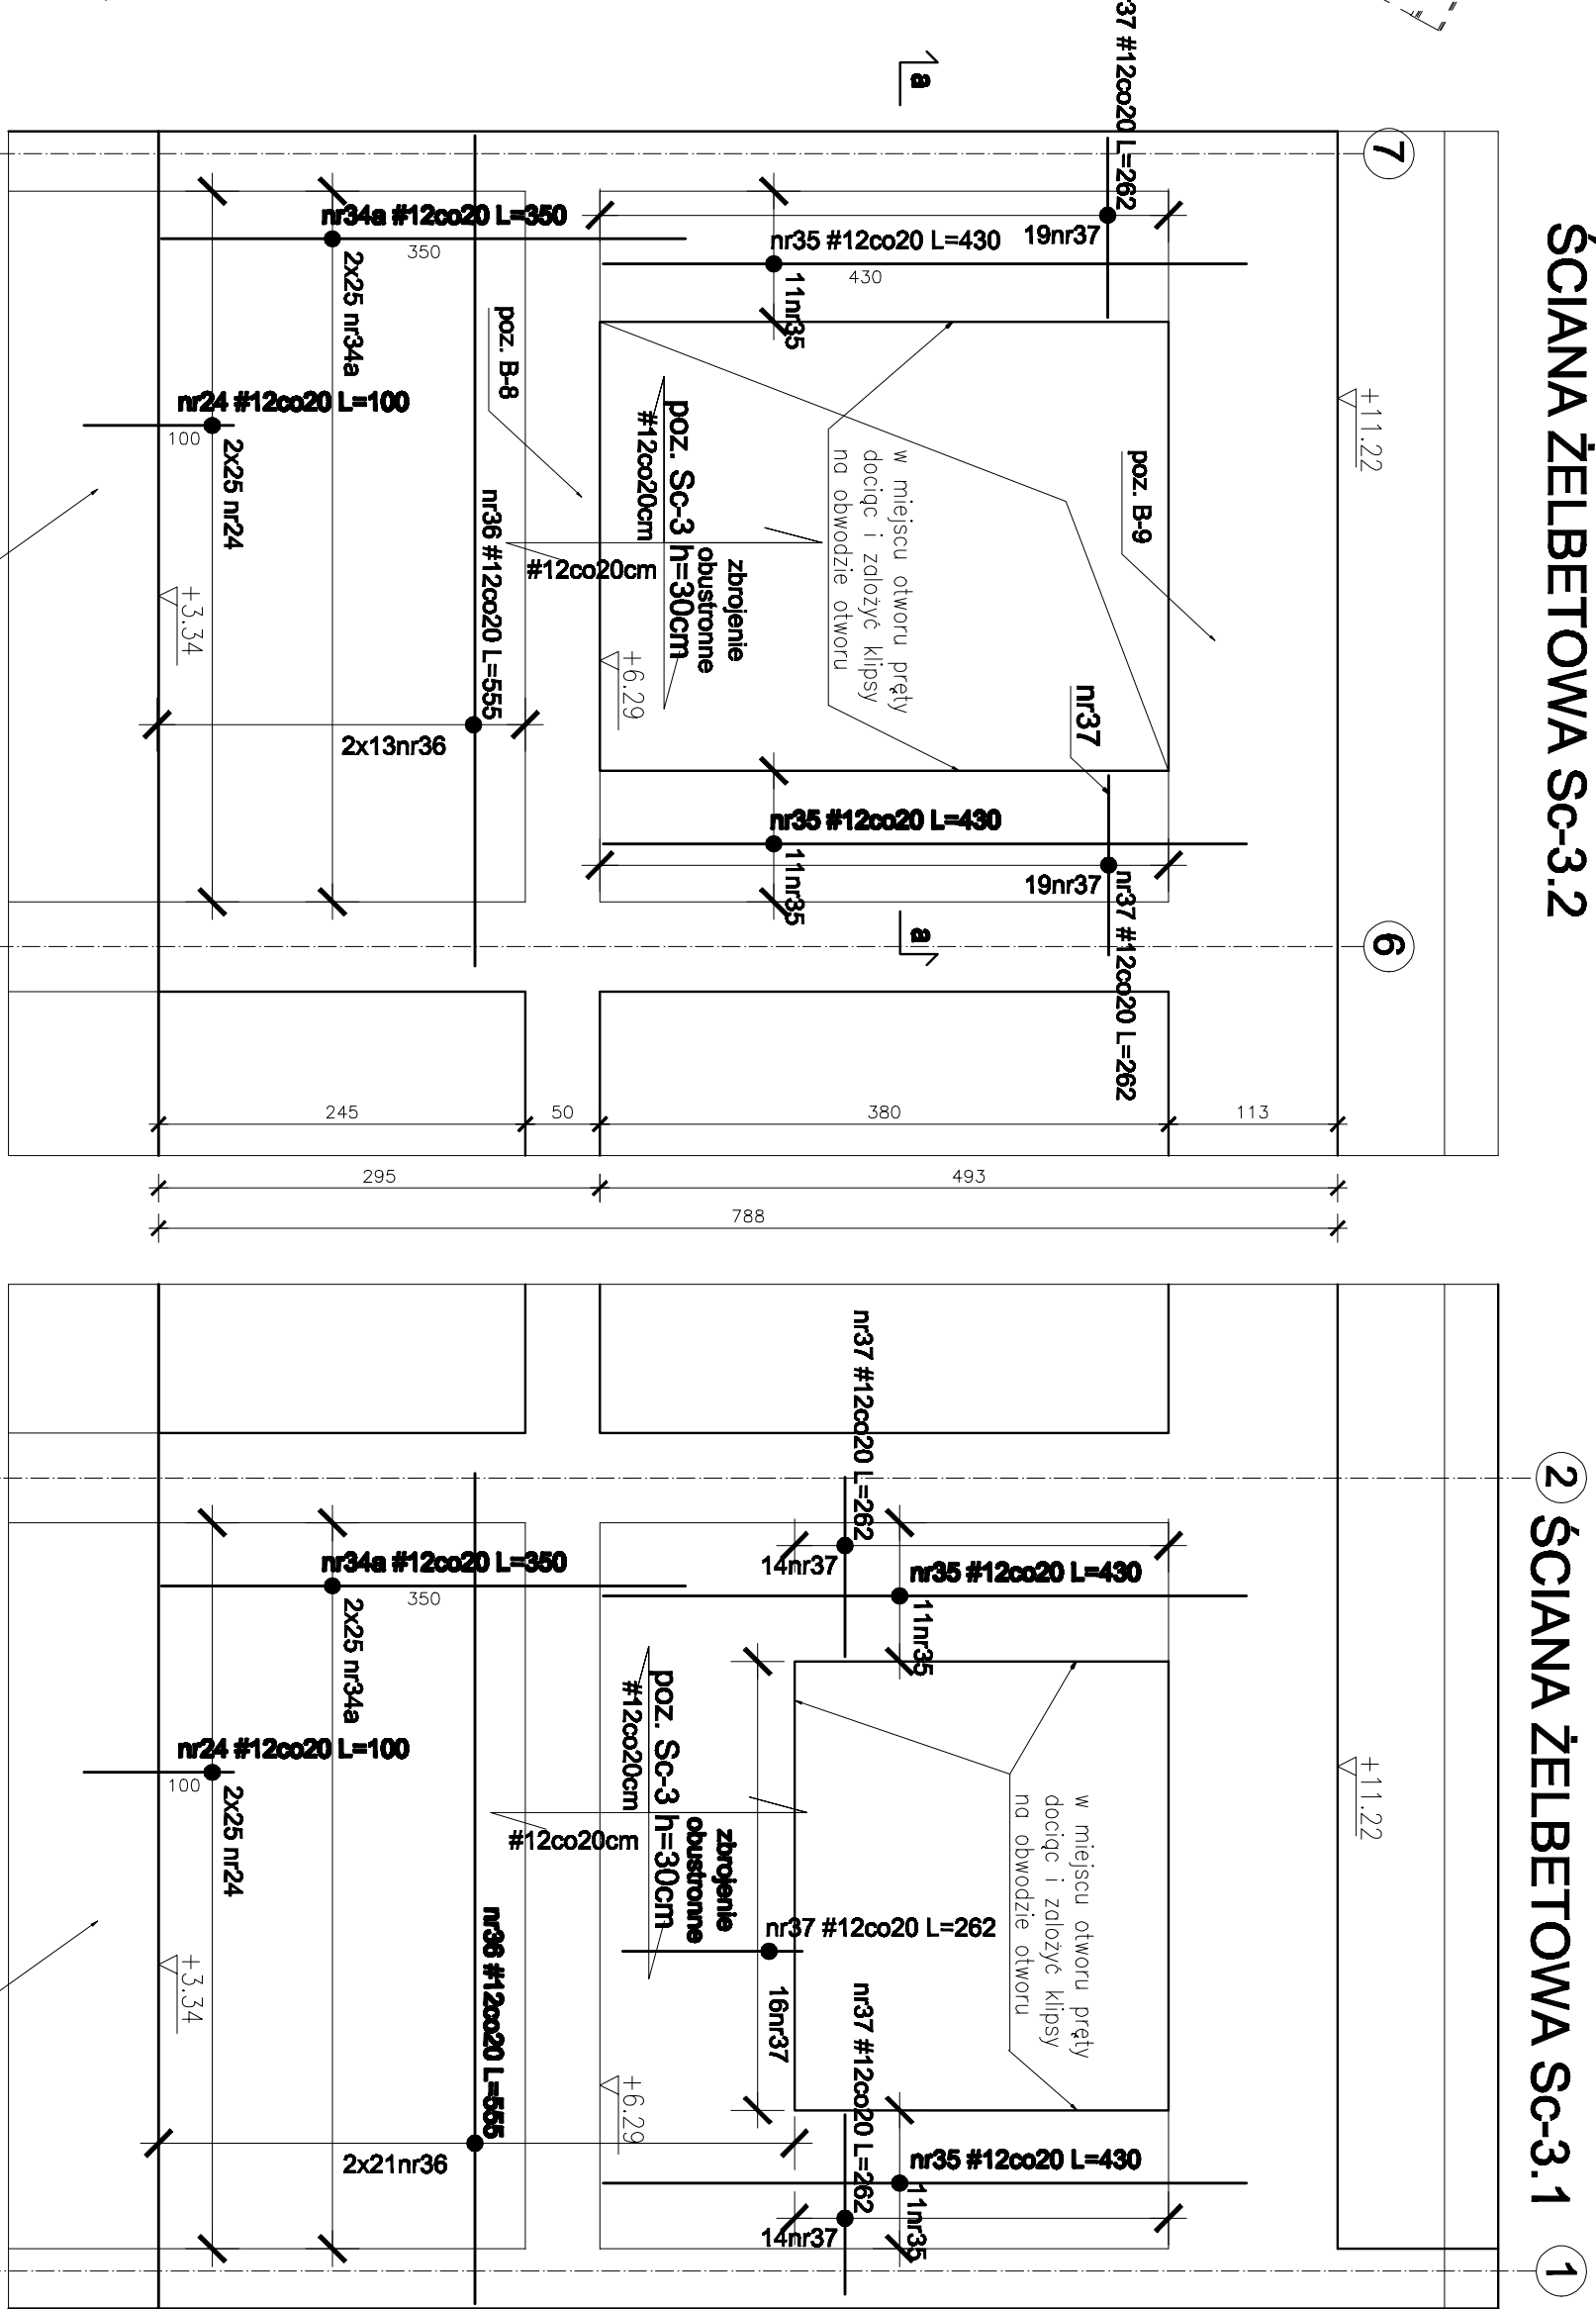 ŚCIANA ŻELBETOWA Sc-3.2
7
6
+11.22
37 #12co20 L=262
19nr37
nr35 #12co20 L=430
430
11nr35
nr34a #12co20 L=350
350
2x25 nr34a
nr24 #12co20 L=100
100
2x25 nr24
poz. B-8
poz. B-9
w miejscu otworu pręty
dociąc i założyć klipsy
na obwodzie otworu
zbrojenie
obustronne
poz. Sc-3 h=30cm
#12co20cm
#12co20cm
nr36 #12co20 L=555
2x13nr36
+3.34
+6.29
nr37
nr35 #12co20 L=430
11nr35
19nr37
nr37 #12co20 L=262
a
a
245
50
380
113
295
493
788
ŚCIANA ŻELBETOWA Sc-3.1
2
1
+11.22
nr37 #12co20 L=262
14nr37
nr35 #12co20 L=430
11nr35
nr34a #12co20 L=350
350
2x25 nr34a
nr24 #12co20 L=100
100
2x25 nr24
w miejscu otworu pręty
dociąc i założyć klipsy
na obwodzie otworu
zbrojenie
obustronne
poz. Sc-3 h=30cm
#12co20cm
#12co20cm
nr37 #12co20 L=262
16nr37
nr36 #12co20 L=555
2x21nr36
+3.34
+6.29
nr37 #12co20 L=262
nr35 #12co20 L=430
11nr35
14nr37